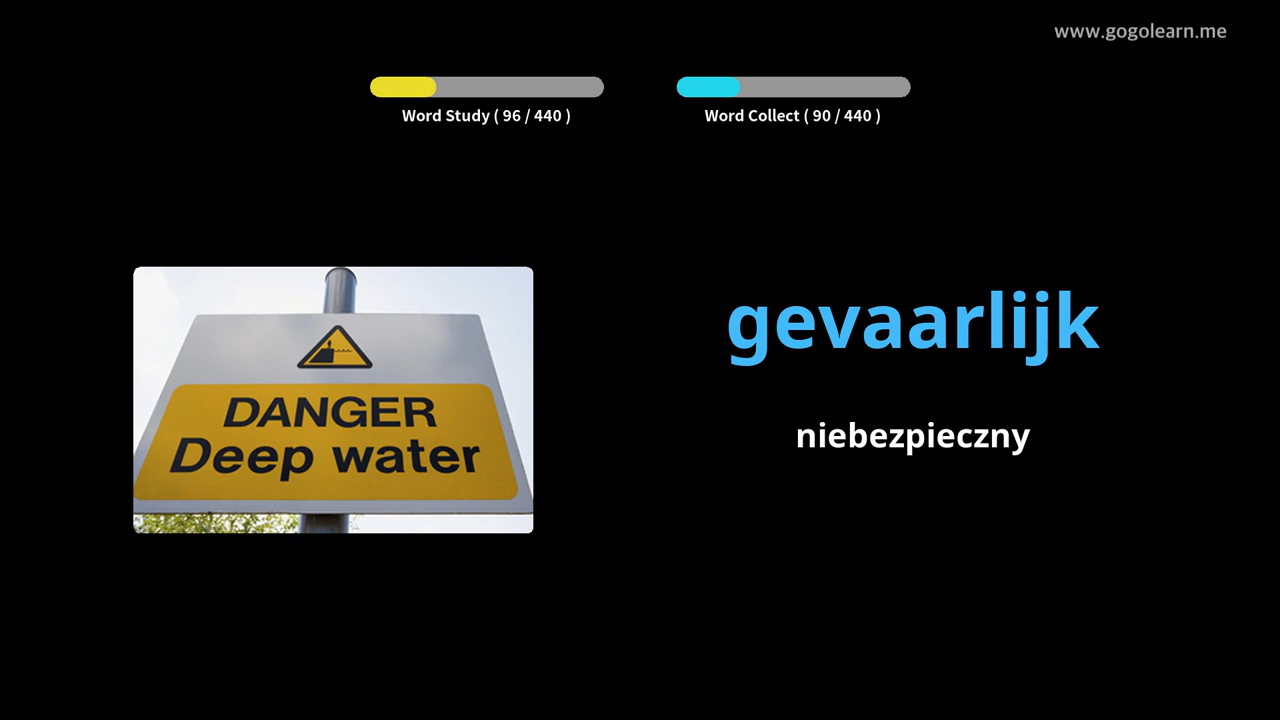 www.gogolearn.me
Word Study ( 96 / 440 )
Word Collect ( 90 / 440 )
DANGER
Deep water
gevaarlijk
niebezpieczny